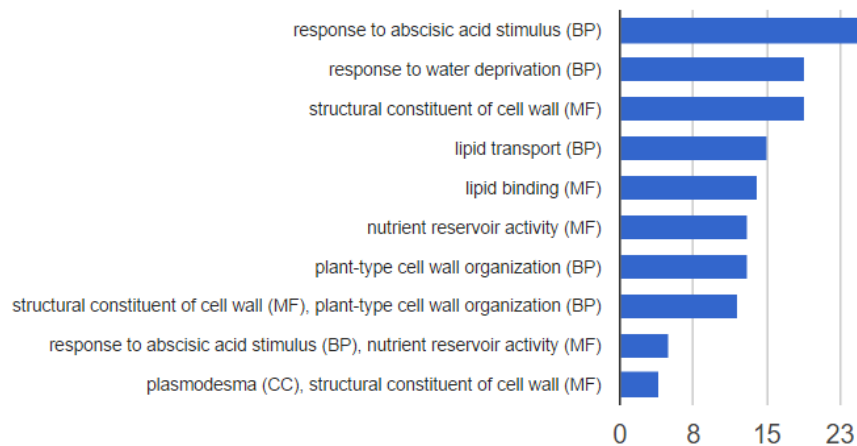 response to abscisic acid stimulus (BP)
response to water deprivation (BP)
structural constituent of cell wall (MF)
lipid transport (BP)
lipid binding (MF)
nutrient reservoir activity (MF)
plant-type cell wall organization (BP)
structural constituent of cell wall (MF), plant-type cell wall organization (BP)
response to abscisic acid stimulus (BP), nutrient reservoir activity (MF)
plasmodesma (CC), structural constituent of cell wall (MF)
0 8 15 23